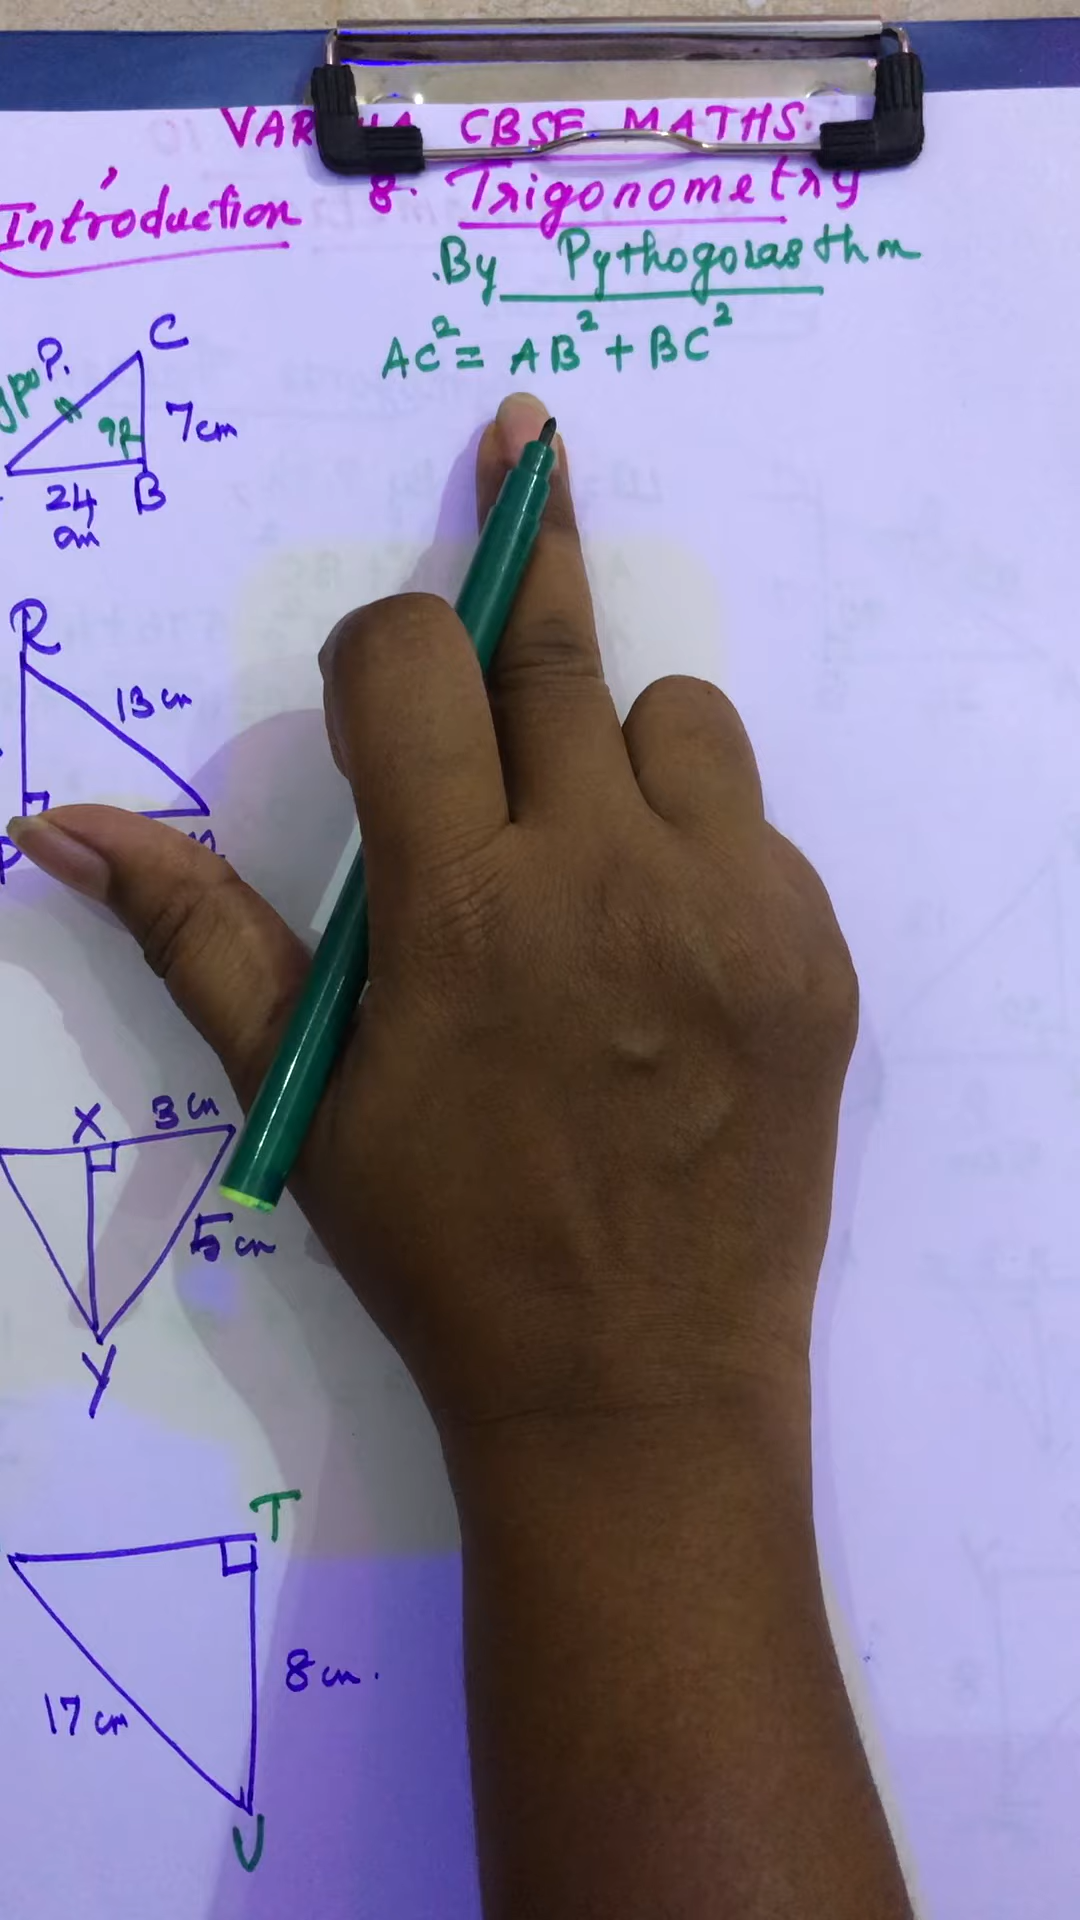 CBSE MATHS.
Introduction 8. Trigonometry
By Pythogoras thm
AC² = AB² + BC²
C
P.
7cm
24
cm
B
R
13 cm
P
X
3 cm
5 cm
Y
T
8 cm.
17 cm
U